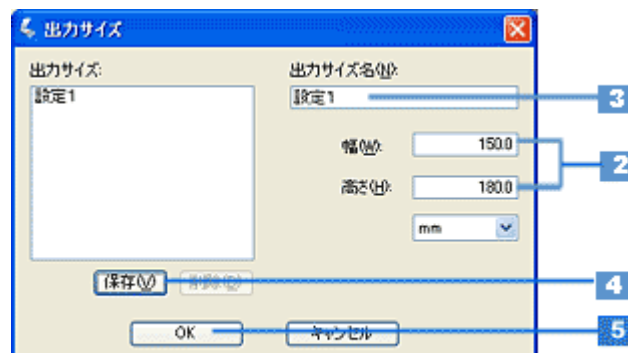 出力サイズ
出力サイズ:
出力サイズ名(N):
設定1
設定1
3
幅(W):
150.0
2
高さ(H):
180.0
mm
保存(V)
削除(D)
4
OK
キャンセル
5